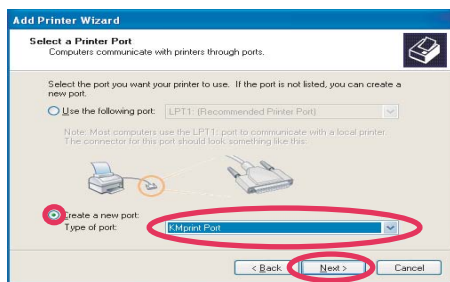 Add Printer Wizard
Select a Printer Port
Computers communicate with printers through ports.
Select the port you want your printer to use. If the port is not listed, you can create a
new port.
Use the following port: LPT1: (Recommended Printer Port)
Note: Most computers use the LPT1: port to communicate with a local printer.
The connector for this port should look something like this:
Create a new port:
Type of port: KMprint Port
< Back Next > Cancel